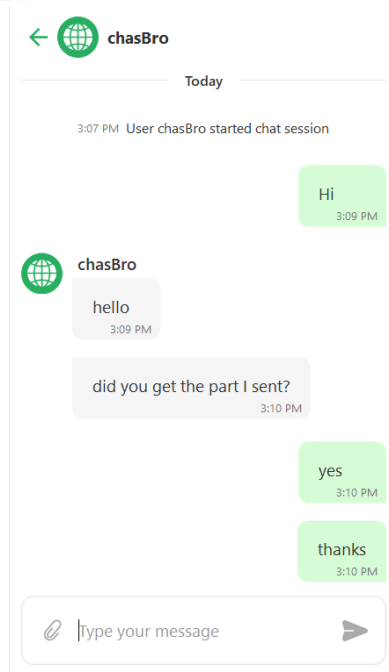 chasBro
Today
3:07 PM User chasBro started chat session
Hi
3:09 PM
chasBro
hello
3:09 PM
did you get the part I sent?
3:10 PM
yes
3:10 PM
thanks
3:10 PM
Type your message